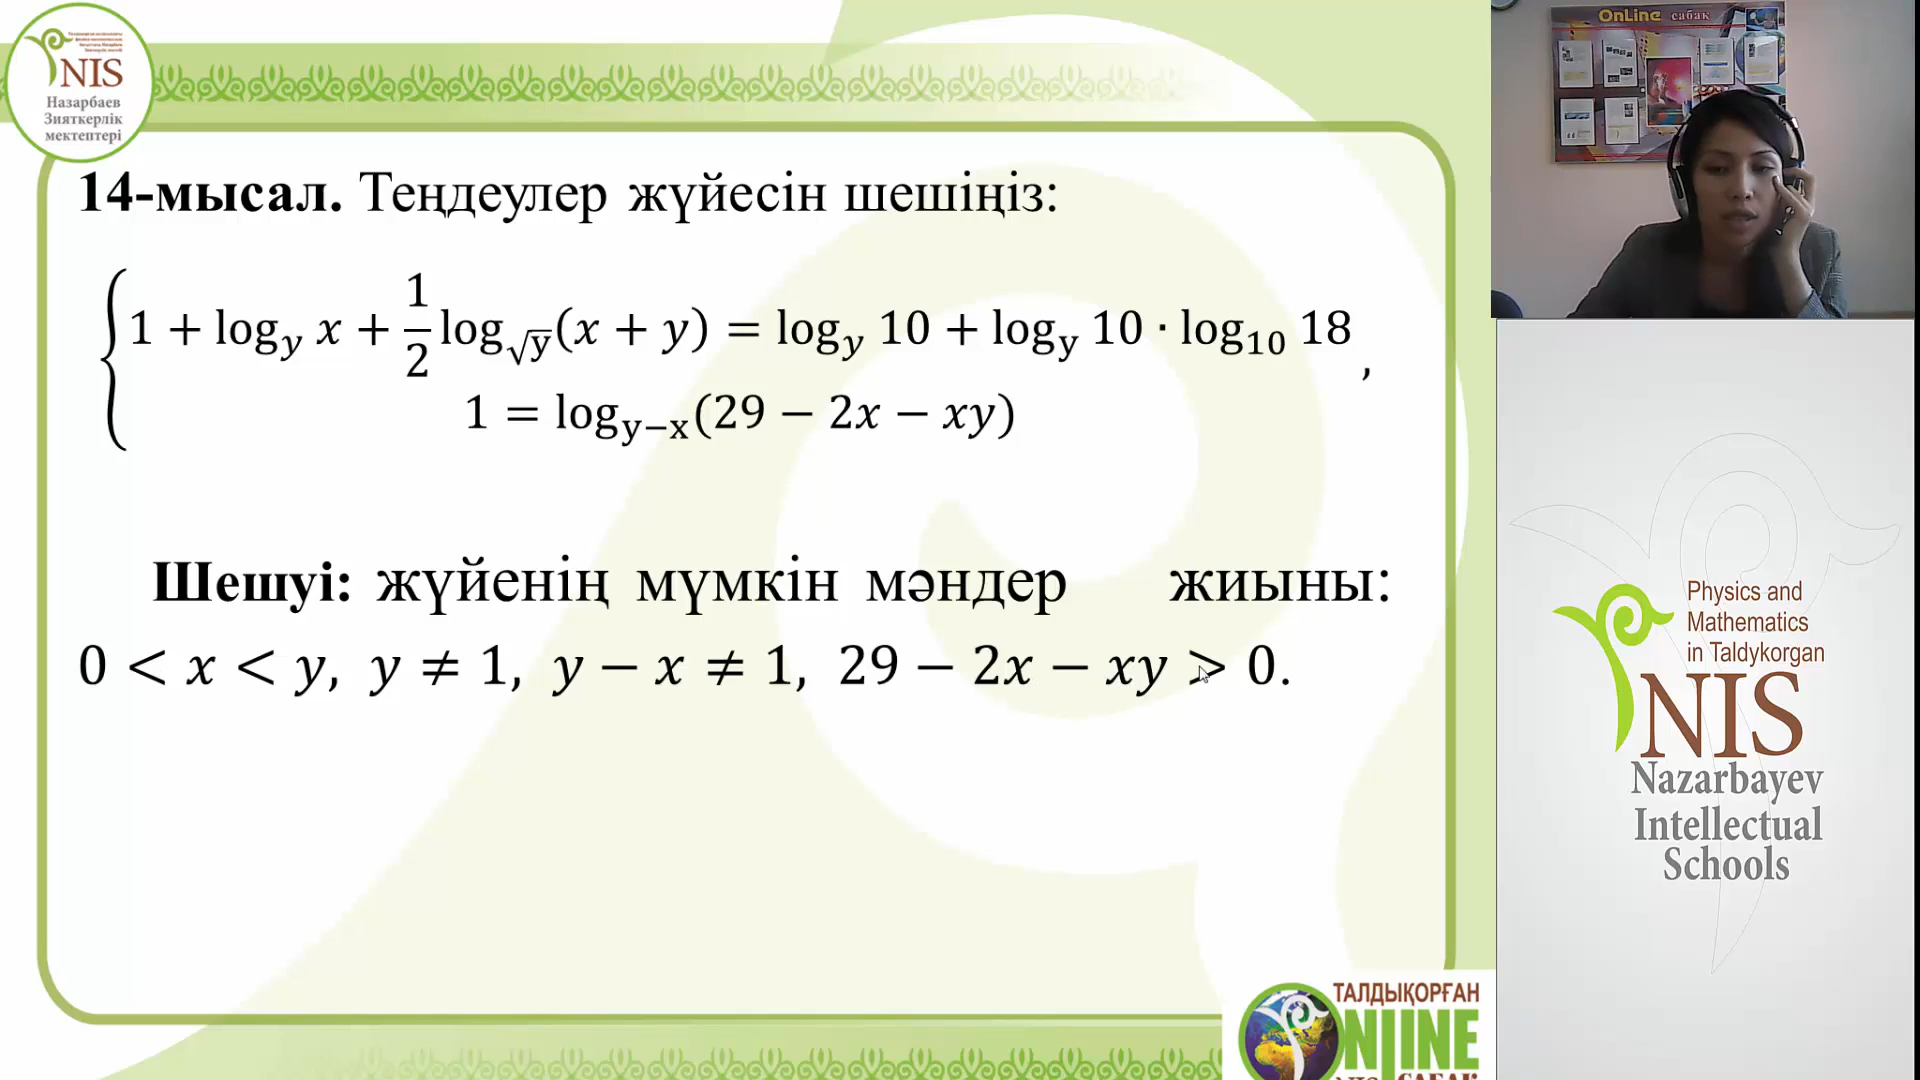 NIS
Назарбаев
Зияткерлік
мектептері
OnLine сабақ
14-мысал. Теңдеулер жүйесін шешіңіз:
{ 1 + log_y x + 1/2 log_√y (x + y) = log_y 10 + log_y 10 · log_10 18
1 = log_{y−x}(29 − 2x − xy) ,
Шешуі: жүйенің мүмкін мәндер жиыны:
0 < x < y, y ≠ 1, y − x ≠ 1, 29 − 2x − xy > 0.
Physics and
Mathematics
in Taldykorgan
NIS
Nazarbayev
Intellectual
Schools
ТАЛДЫҚОРҒАН
ONLINE
САБАҚ